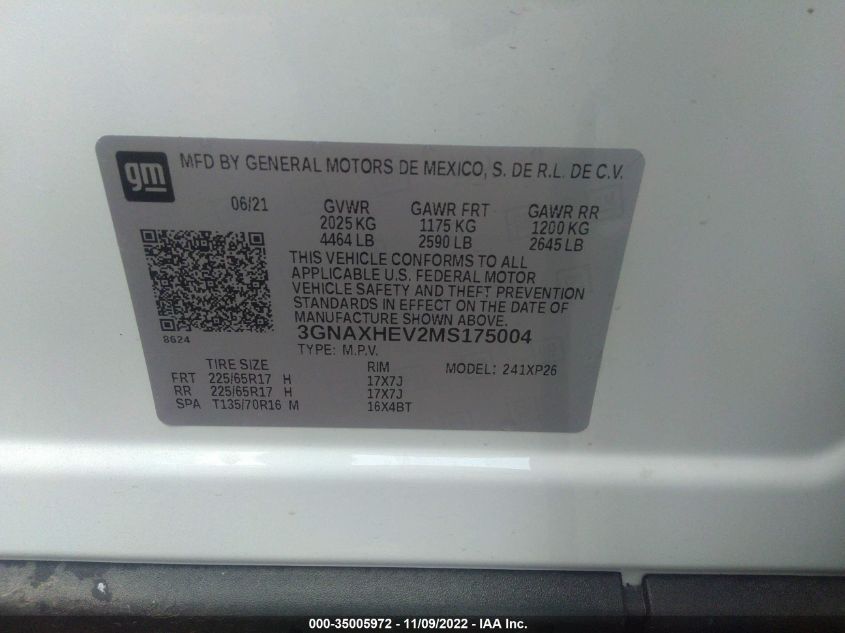 gm
MFD BY GENERAL MOTORS DE MEXICO, S. DE R.L. DE C.V.
06/21 GVWR GAWR FRT GAWR RR
2025 KG 1175 KG 1200 KG
4464 LB 2590 LB 2645 LB
THIS VEHICLE CONFORMS TO ALL
APPLICABLE U.S. FEDERAL MOTOR
VEHICLE SAFETY AND THEFT PREVENTION
STANDARDS IN EFFECT ON THE DATE OF
MANUFACTURE SHOWN ABOVE.
8624
3GNAXHEV2MS175004
TYPE: M.P.V.
TIRE SIZE RIM MODEL: 241XP26
FRT 225/65R17 H 17X7J
RR 225/65R17 H 17X7J
SPA T135/70R16 M 16X4BT
000-35005972 - 11/09/2022 - IAA Inc.